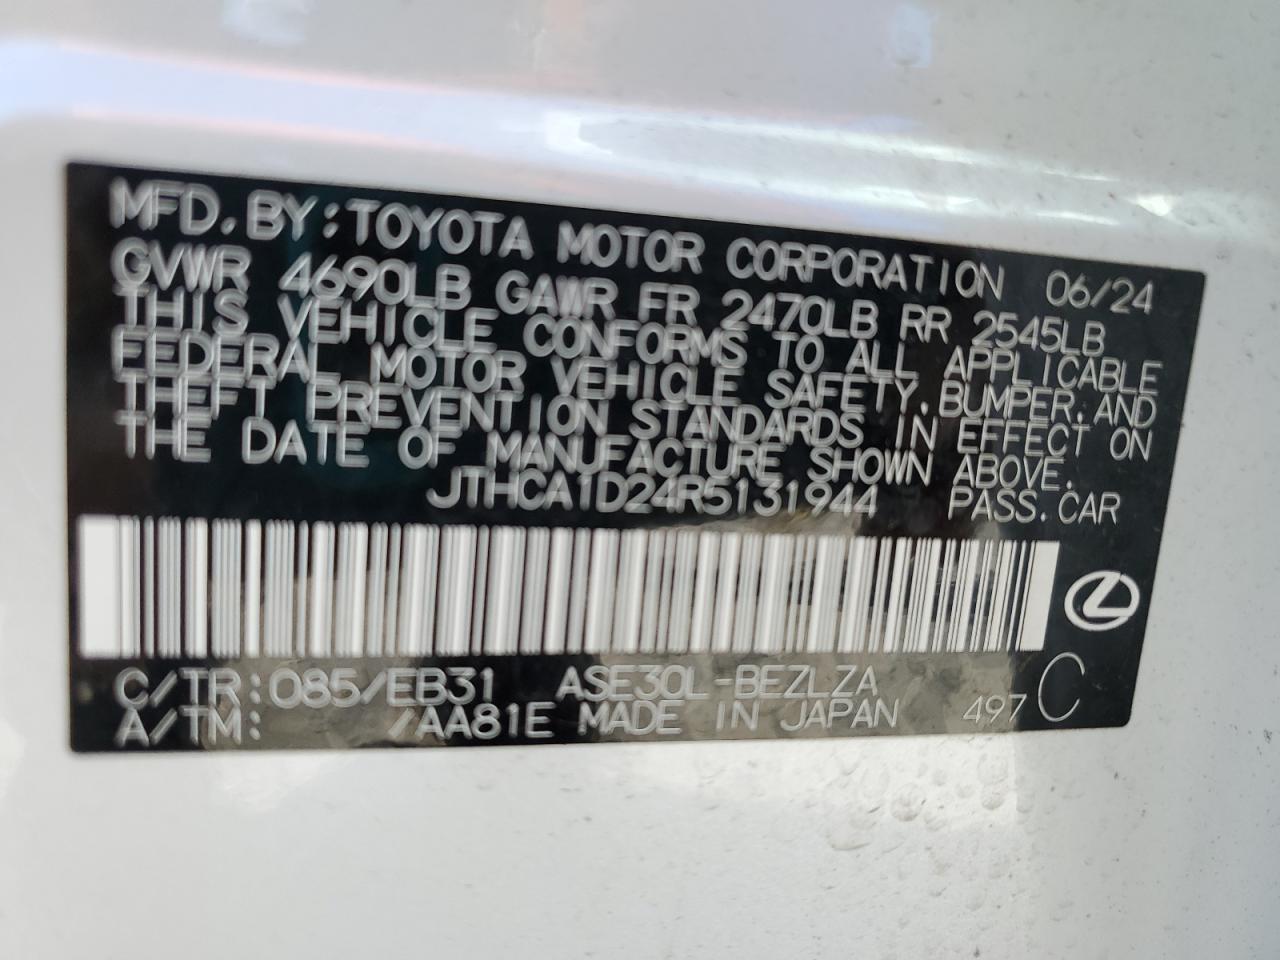 MFD. BY: TOYOTA MOTOR CORPORATION 06/24
GVWR 4690LB GAWR FR 2470LB RR 2545LB
THIS VEHICLE CONFORMS TO ALL APPLICABLE
FEDERAL MOTOR VEHICLE SAFETY, BUMPER, AND
THEFT PREVENTION STANDARDS IN EFFECT ON
THE DATE OF MANUFACTURE SHOWN ABOVE.
JTHCA1D24R5131944 PASS. CAR
C/TR: 085/EB31 ASE30L-BEZLZA
A/TM: /AA81E MADE IN JAPAN 497 C